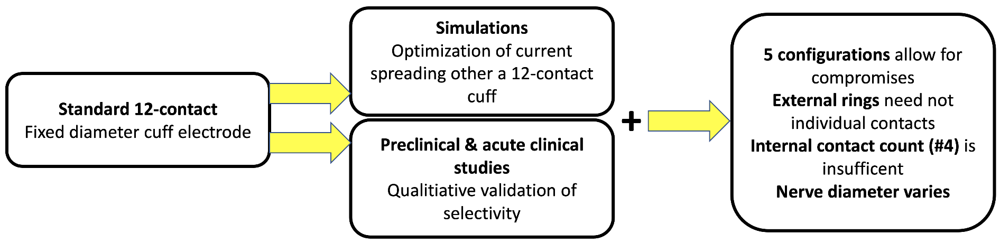 Standard 12-contact
Fixed diameter cuff electrode
Simulations
Optimization of current
spreading other a 12-contact
cuff
Preclinical & acute clinical
studies
Qualitiative validation of
selectivity
+
5 configurations allow for
compromises
External rings need not
individual contacts
Internal contact count (#4) is
insufficent
Nerve diameter varies